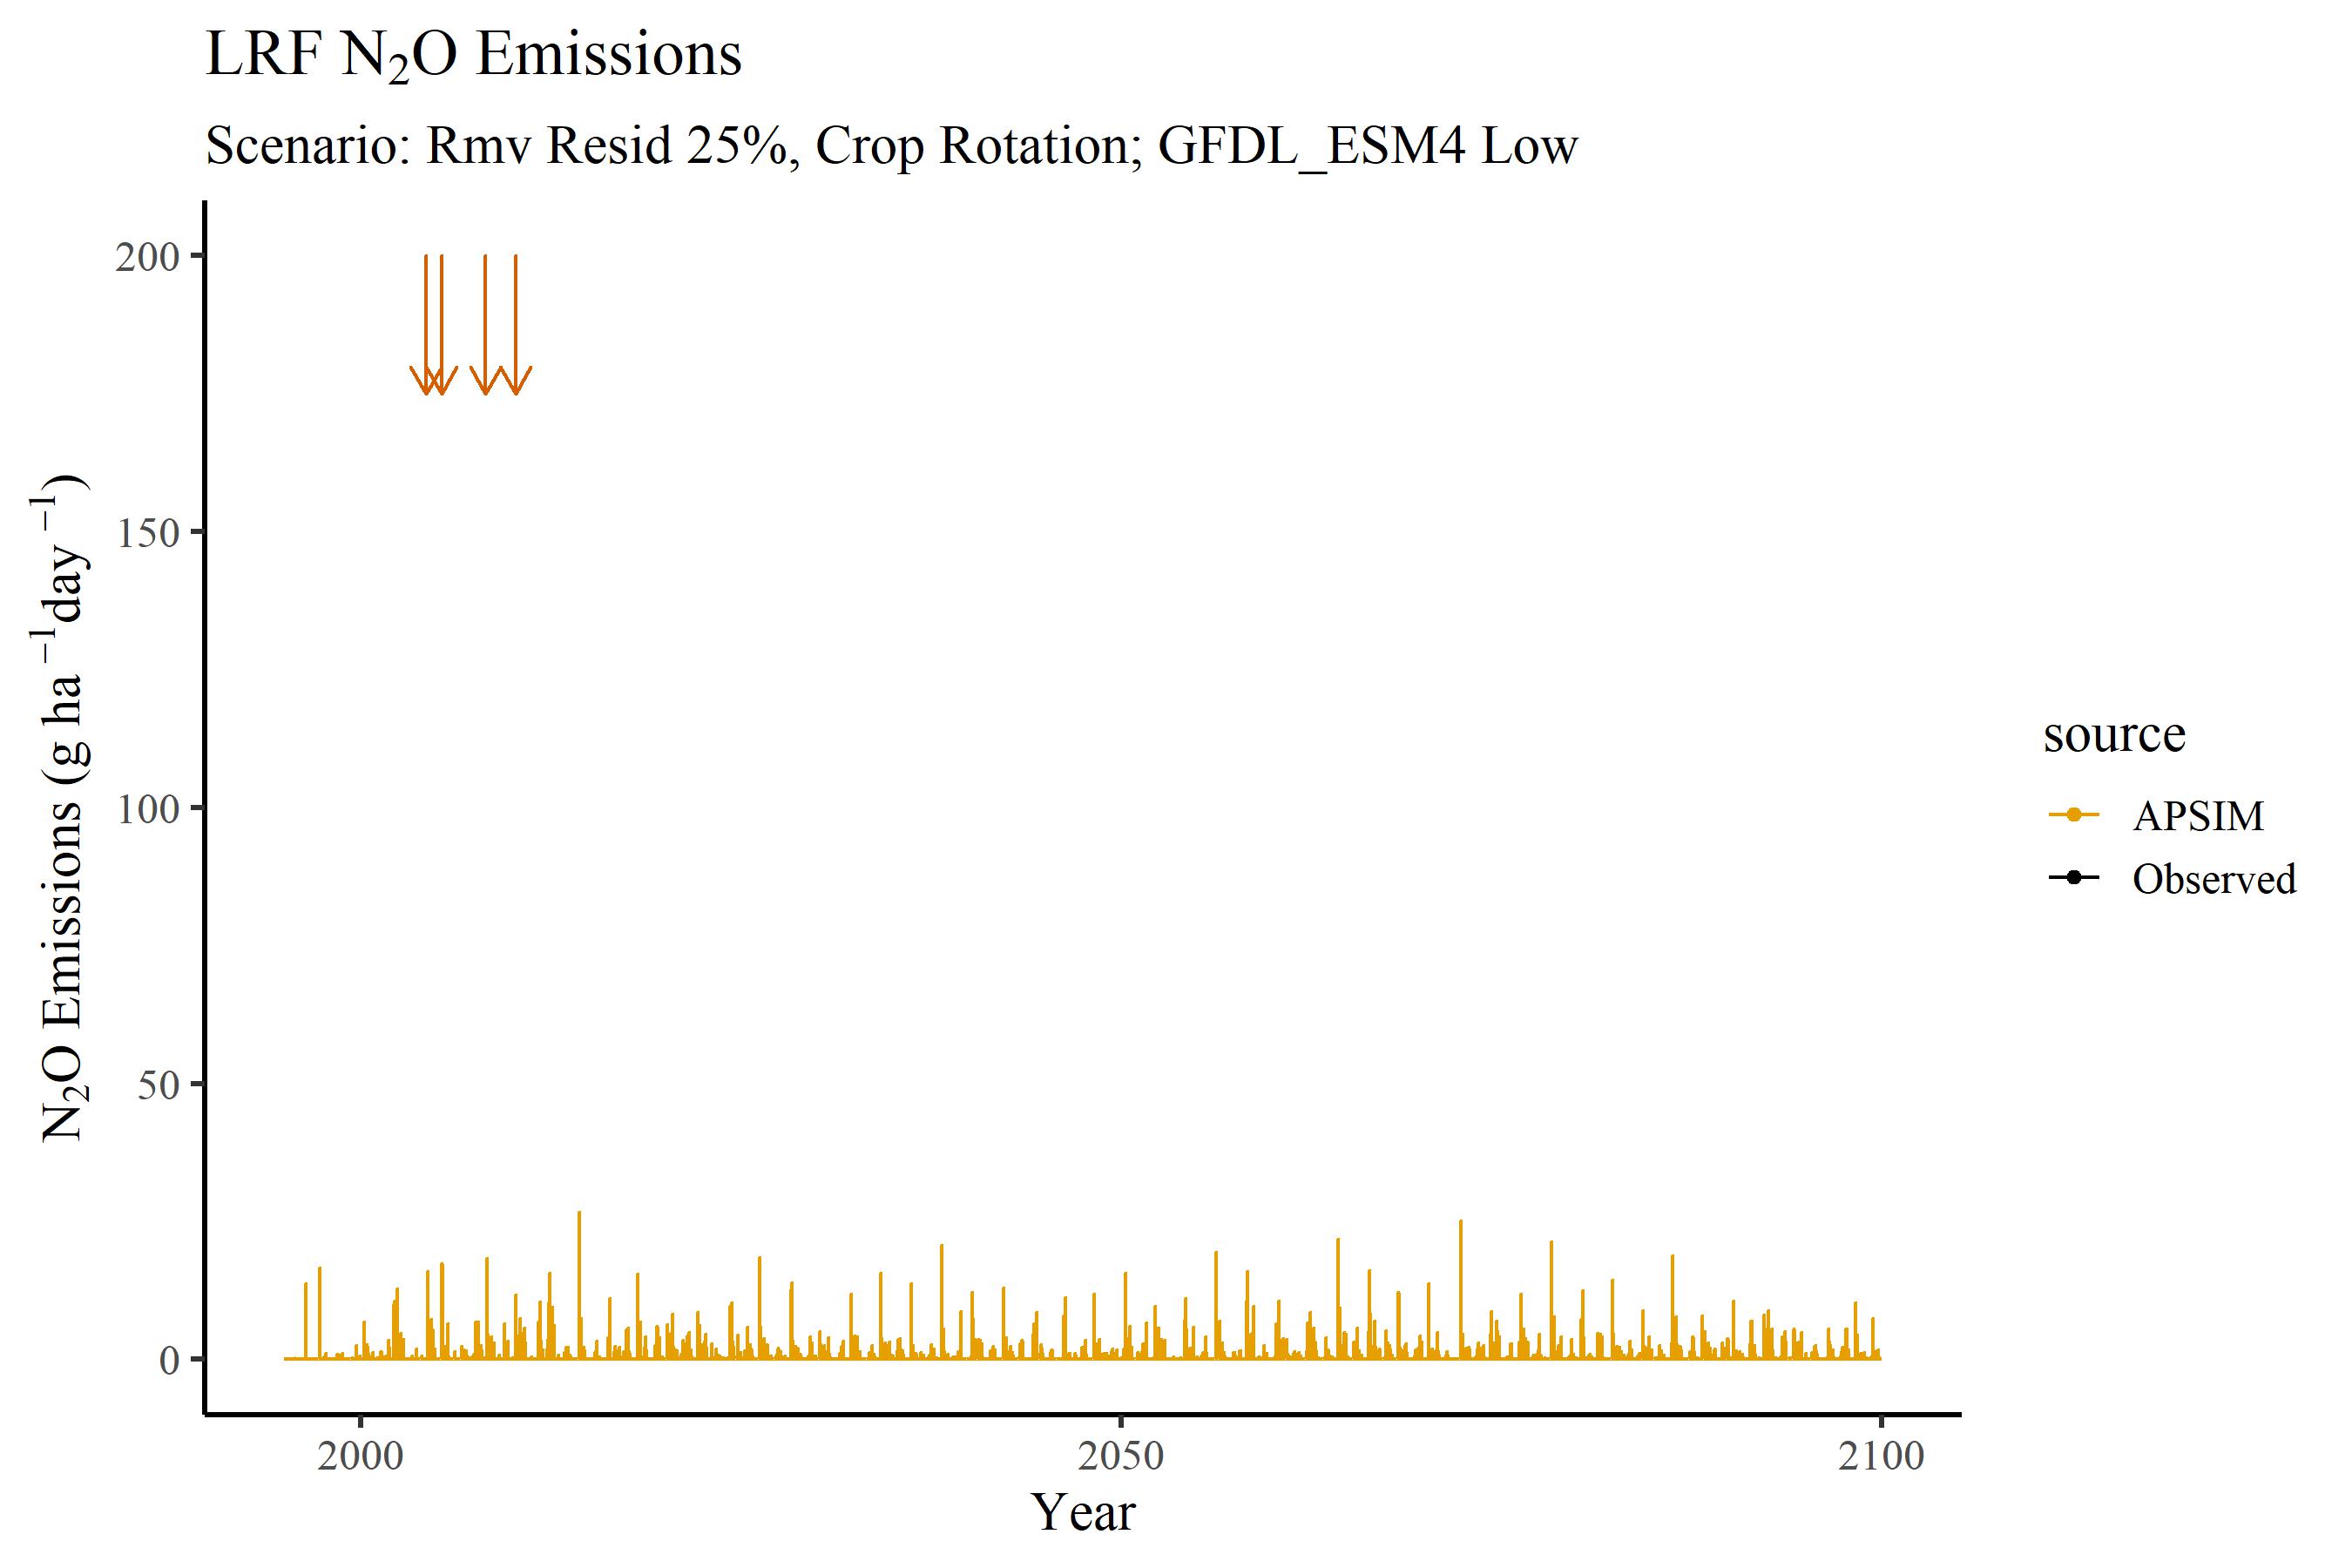 LRF N₂O Emissions
Scenario: Rmv Resid 25%, Crop Rotation; GFDL_ESM4 Low
N₂O Emissions (g ha ⁻¹day ⁻¹)
200
150
100
50
0
2000
2050
2100
Year
source
APSIM
Observed